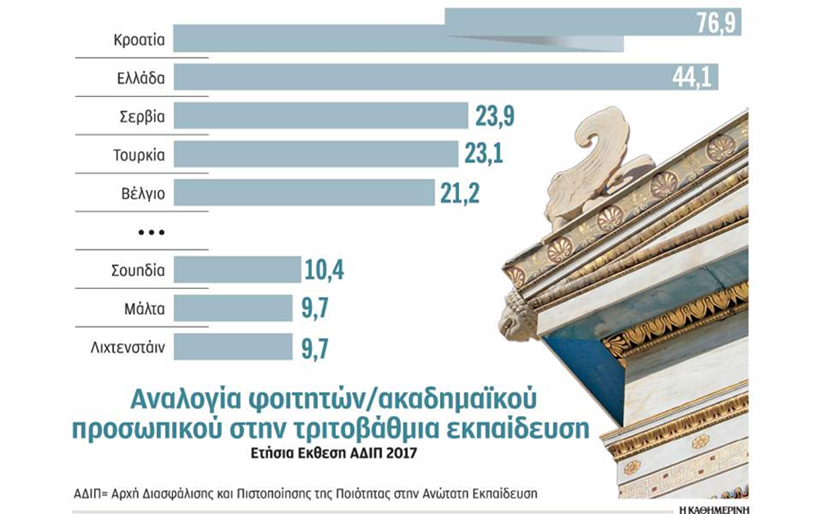 Κροατία 76,9
Ελλάδα 44,1
Σερβία 23,9
Τουρκία 23,1
Βέλγιο 21,2
...
Σουηδία 10,4
Μάλτα 9,7
Λιχτενστάιν 9,7
Αναλογία φοιτητών/ακαδημαϊκού
προσωπικού στην τριτοβάθμια εκπαίδευση
Ετήσια Εκθεση ΑΔΙΠ 2017
ΑΔΙΠ= Αρχή Διασφάλισης και Πιστοποίησης της Ποιότητας στην Ανώτατη Εκπαίδευση
Η ΚΑΘΗΜΕΡΙΝΗ